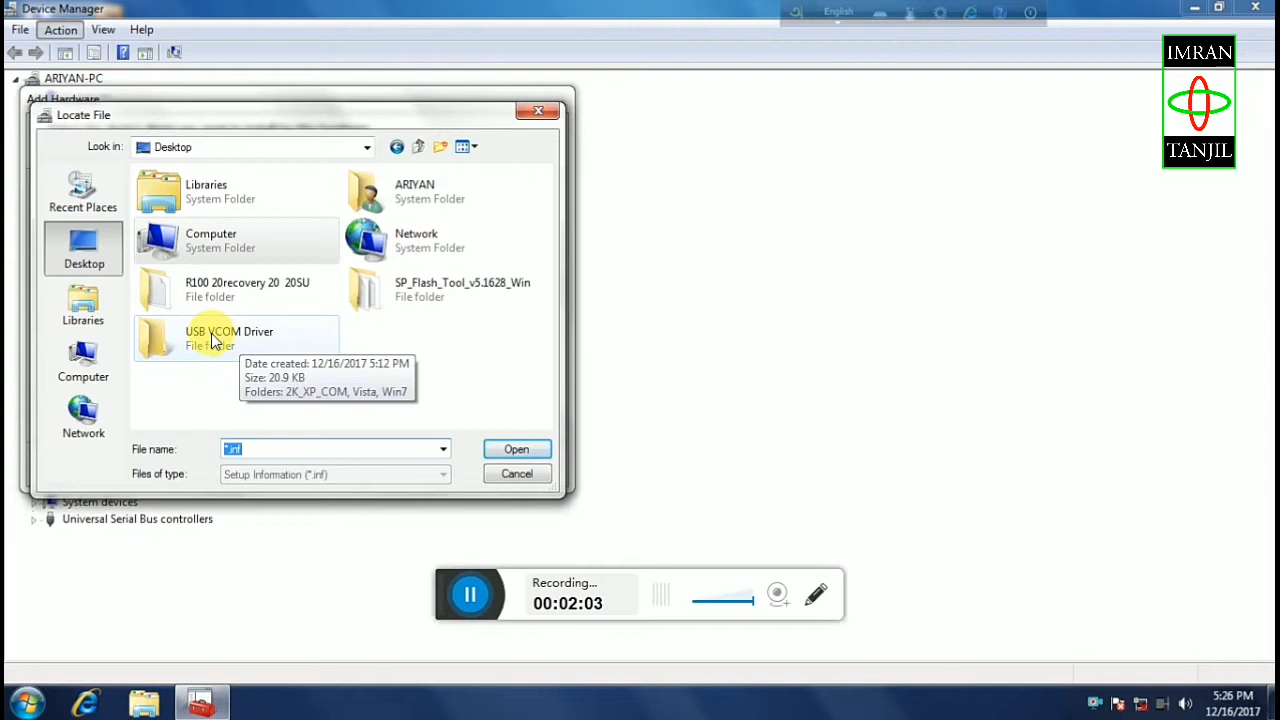 Device Manager
English
File Action View Help
ARIYAN-PC
Add Hardware
Locate File
Look in: Desktop
Recent Places
Desktop
Libraries
Computer
Network
Libraries
System Folder
ARIYAN
System Folder
Computer
System Folder
Network
System Folder
R100 20recovery 20 20SU
File folder
SP_Flash_Tool_v5.1628_Win
File folder
USB VCOM Driver
File folder
Date created: 12/16/2017 5:12 PM
Size: 20.9 KB
Folders: 2K_XP_COM, Vista, Win7
File name: *.inf
Open
Files of type: Setup Information (*.inf)
Cancel
System devices
Universal Serial Bus controllers
Recording...
00:02:03
IMRAN
TANJIL
5:26 PM
12/16/2017